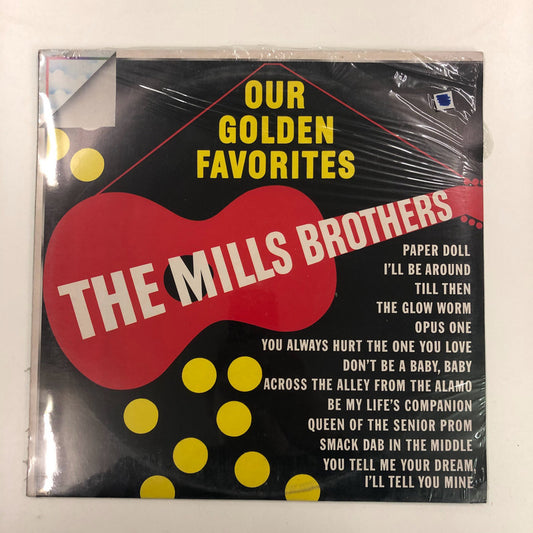 OUR
GOLDEN
FAVORITES
THE MILLS BROTHERS
PAPER DOLL
I'LL BE AROUND
TILL THEN
THE GLOW WORM
OPUS ONE
YOU ALWAYS HURT THE ONE YOU LOVE
DON'T BE A BABY, BABY
ACROSS THE ALLEY FROM THE ALAMO
BE MY LIFE'S COMPANION
QUEEN OF THE SENIOR PROM
SMACK DAB IN THE MIDDLE
YOU TELL ME YOUR DREAM,
I'LL TELL YOU MINE